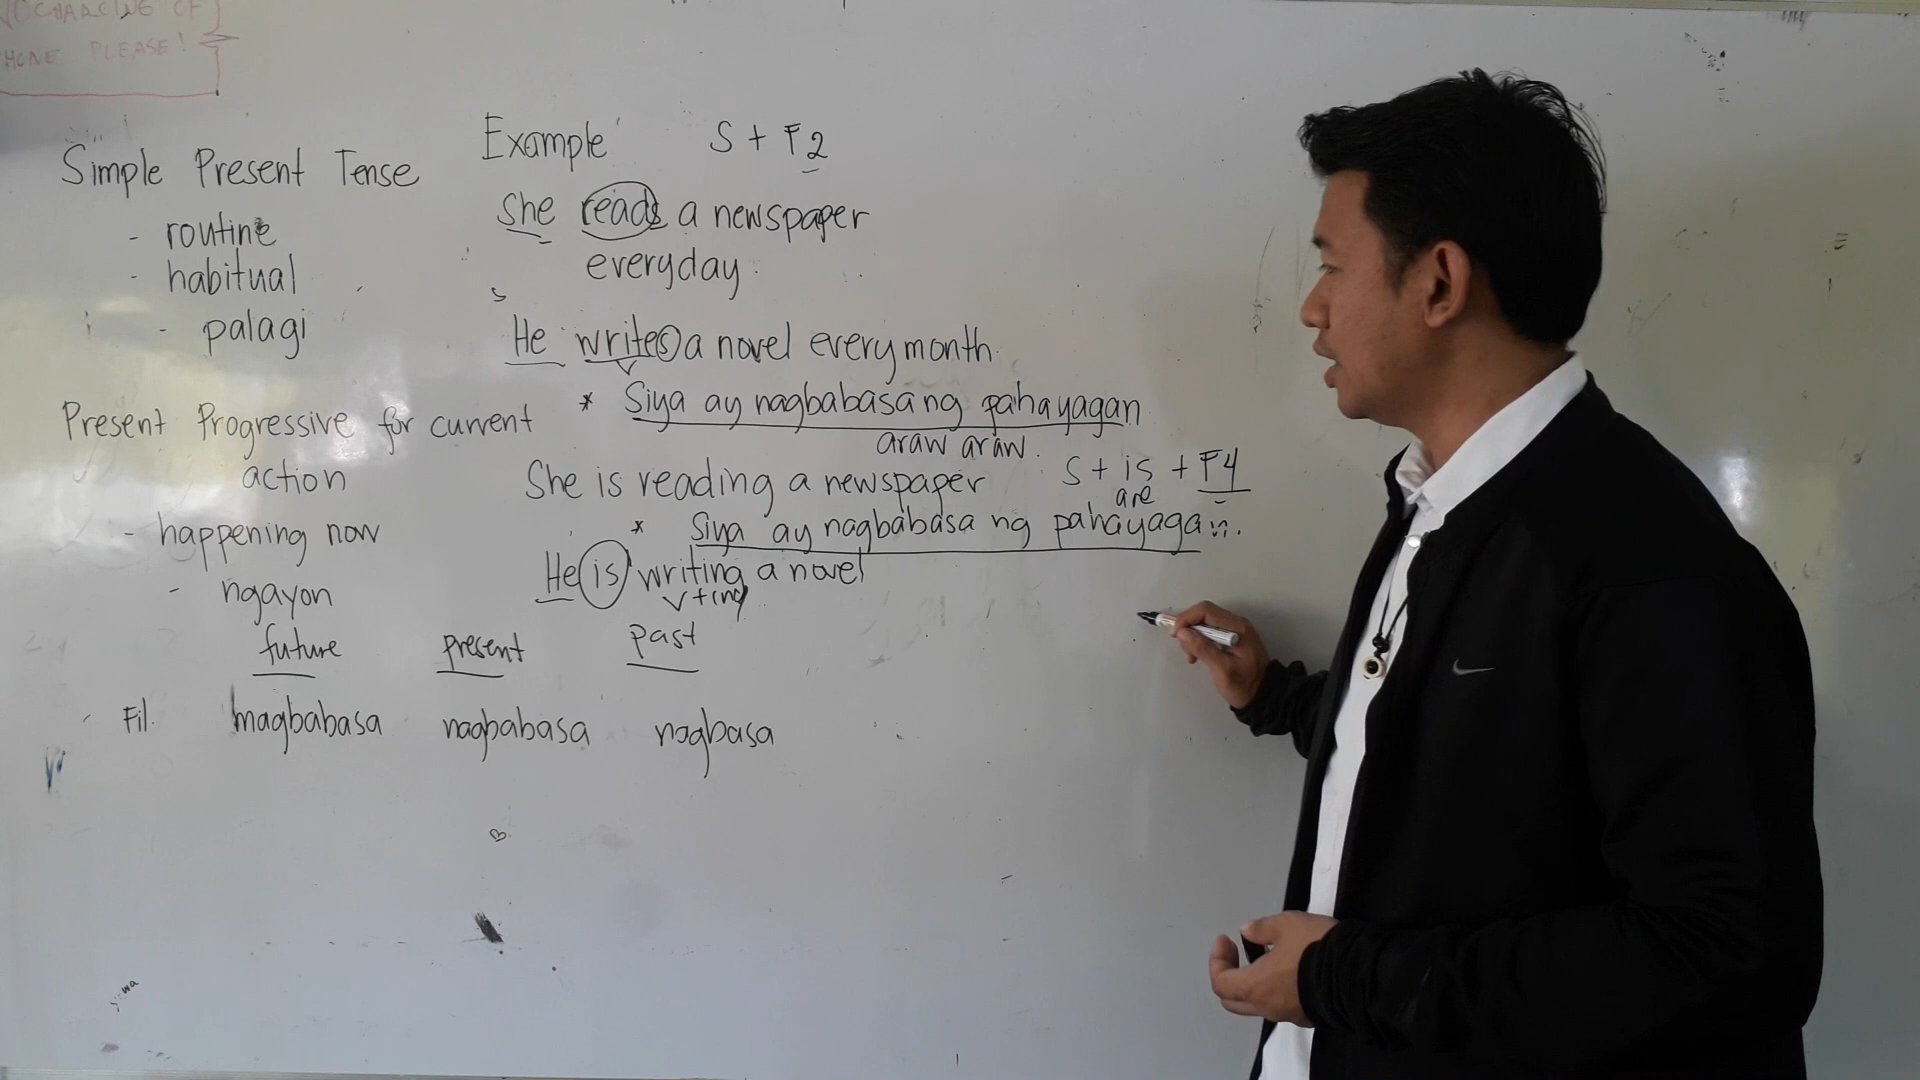 OCHARGING OF
HONE PLEASE!
Simple Present Tense
- routine
- habitual
- palagi
Example
S + F2
She reads a newspaper
everyday.
He writes a novel every month
* Siya ay nagbabasa ng pahayagan
araw araw.
Present Progressive for current
action
- happening now
- ngayon
She is reading a newspaper
S + is + F4
are
* Siya ay nagbabasa ng pahayagan.
He is writing a novel
V+ing
future present past
Fil. magbabasa nagbabasa nagbasa